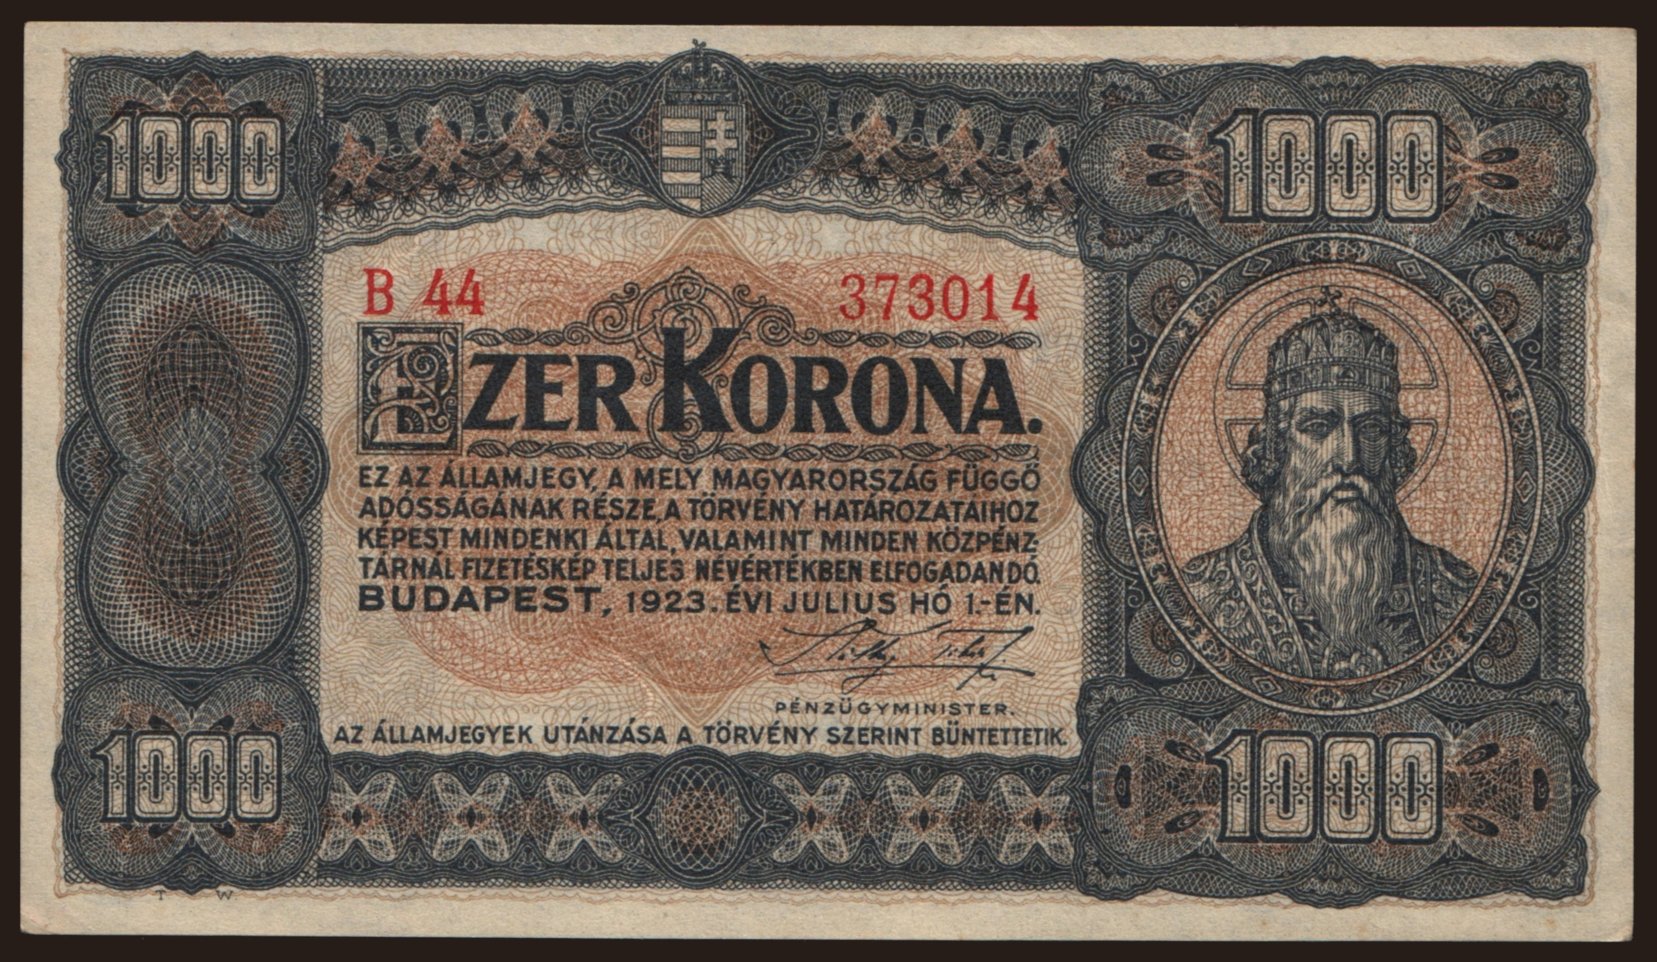 1000
1000
B 44 373014
EZER KORONA.
EZ AZ ÁLLAMJEGY, A MELY MAGYARORSZÁG FÜGGŐ
ADÓSSÁGÁNAK RÉSZE, A TÖRVÉNY HATÁROZATAIHOZ
KÉPEST MINDENKI ÁLTAL, VALAMINT MINDEN KÖZPÉNZ
TÁRNÁL FIZETÉSKÉP TELJES NÉVÉRTÉKBEN ELFOGADANDÓ.
BUDAPEST, 1923. ÉVI JULIUS HÓ 1.-ÉN.
PÉNZÜGYMINISTER.
AZ ÁLLAMJEGYEK UTÁNZÁSA A TÖRVÉNY SZERINT BÜNTETTETIK.
1000
1000
T W.